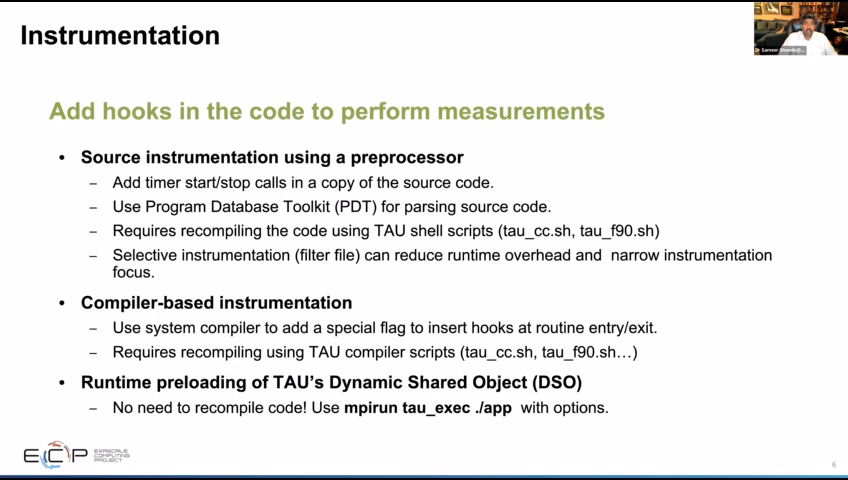 Instrumentation
Dr Sameer Shende
Add hooks in the code to perform measurements
• Source instrumentation using a preprocessor
– Add timer start/stop calls in a copy of the source code.
– Use Program Database Toolkit (PDT) for parsing source code.
– Requires recompiling the code using TAU shell scripts (tau_cc.sh, tau_f90.sh)
– Selective instrumentation (filter file) can reduce runtime overhead and narrow instrumentation
focus.
• Compiler-based instrumentation
– Use system compiler to add a special flag to insert hooks at routine entry/exit.
– Requires recompiling using TAU compiler scripts (tau_cc.sh, tau_f90.sh…)
• Runtime preloading of TAU's Dynamic Shared Object (DSO)
– No need to recompile code! Use mpirun tau_exec ./app with options.
ECP
EXASCALE
COMPUTING
PROJECT
6